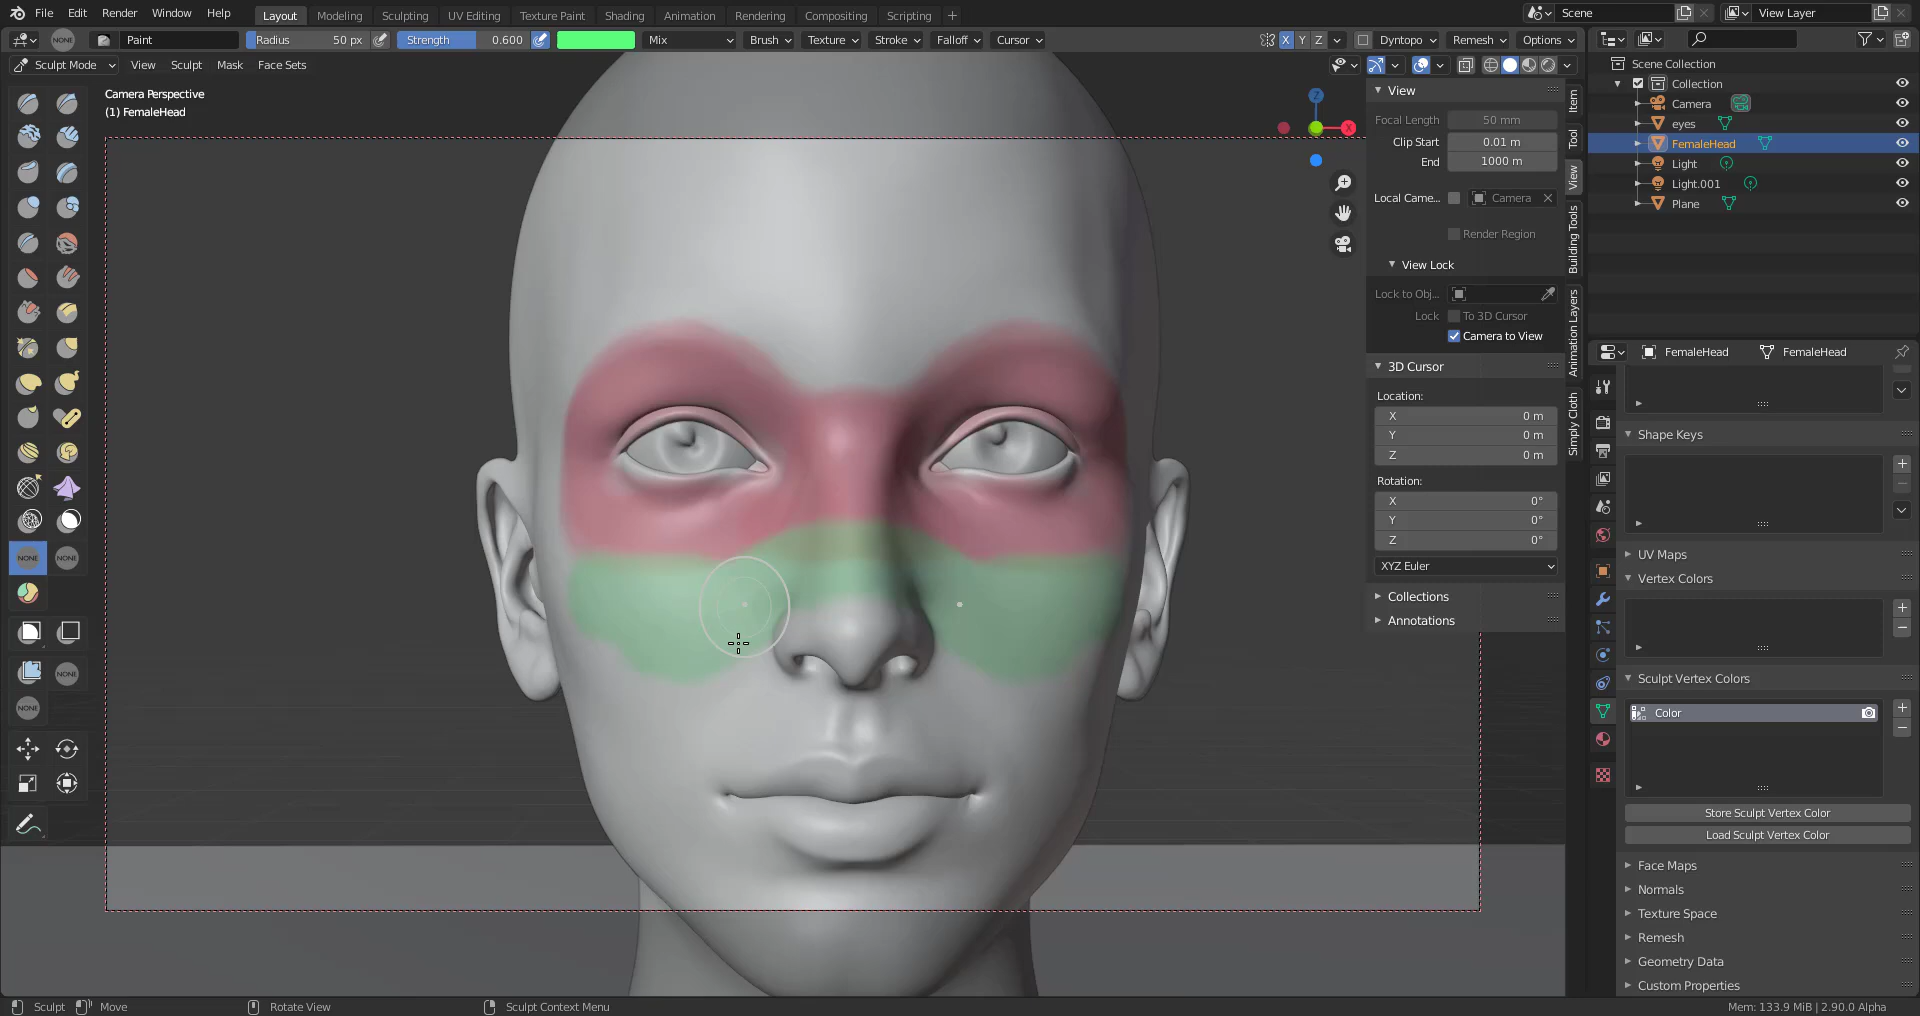 File Edit Render Window Help Layout Modeling Sculpting UV Editing Texture Paint Shading Animation Rendering Compositing Scripting + Scene View Layer
NONE Paint Radius 50 px Strength 0.600 Mix Brush Texture Stroke Falloff Cursor X Y Z Dyntopo Remesh Options
Sculpt Mode View Sculpt Mask Face Sets
Camera Perspective
(1) FemaleHead
Z
X
NONE NONE
NONE
NONE
View
Focal Length 50 mm
Clip Start 0.01 m
End 1000 m
Local Came... Camera
Render Region
View Lock
Lock to Obj...
Lock To 3D Cursor
Camera to View
3D Cursor
Location:
X 0 m
Y 0 m
Z 0 m
Rotation:
X 0°
Y 0°
Z 0°
XYZ Euler
Collections
Annotations
Item
Tool
View
Building Tools
Animation Layers
Simply Cloth
Scene Collection
Collection
Camera
eyes
FemaleHead
Light
Light.001
Plane
FemaleHead FemaleHead
Shape Keys
UV Maps
Vertex Colors
Sculpt Vertex Colors
Color
Store Sculpt Vertex Color
Load Sculpt Vertex Color
Face Maps
Normals
Texture Space
Remesh
Geometry Data
Custom Properties
Sculpt Move Rotate View Sculpt Context Menu Mem: 133.9 MiB | 2.90.0 Alpha